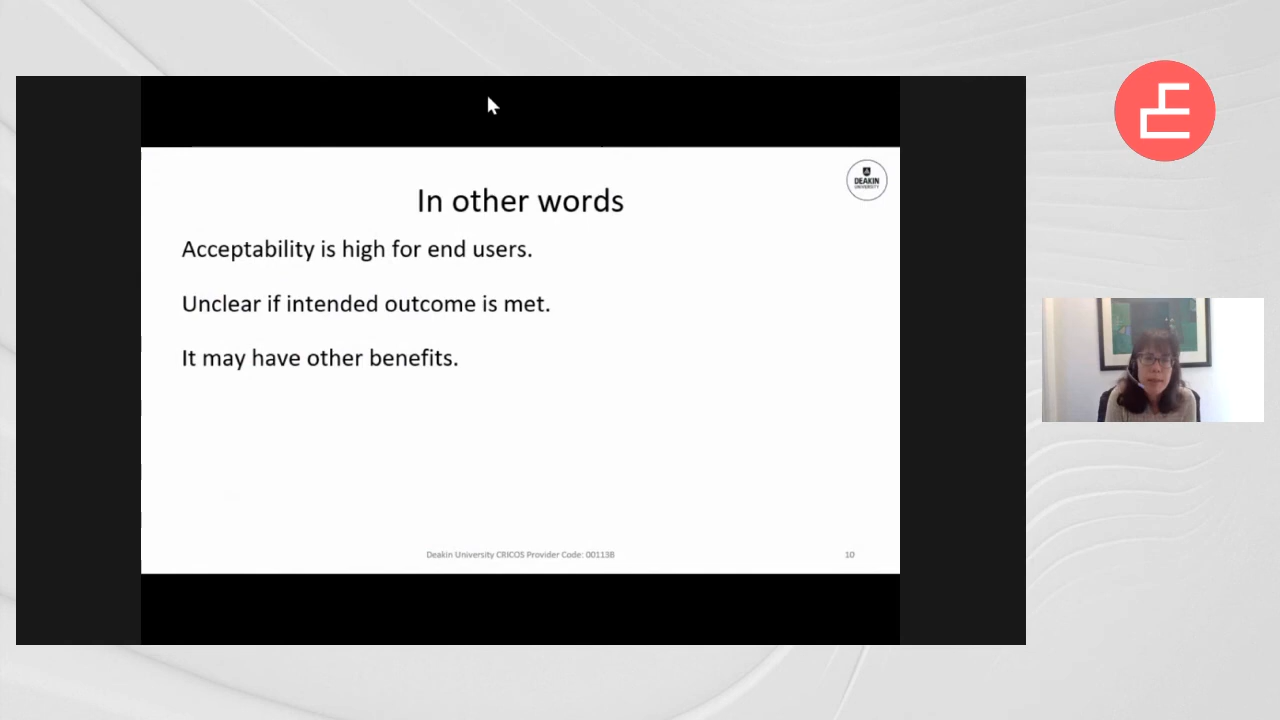 DEAKIN
UNIVERSITY
In other words
Acceptability is high for end users.
Unclear if intended outcome is met.
It may have other benefits.
Deakin University CRICOS Provider Code: 00113B
10